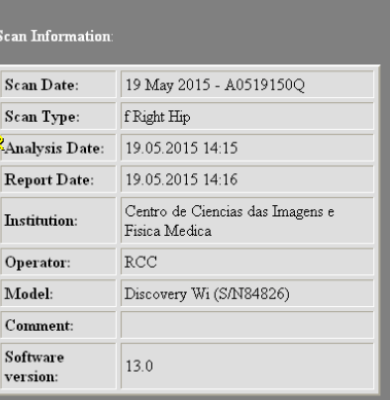 Scan Information:
Scan Date: 19 May 2015 - A0519150Q
Scan Type: f Right Hip
Analysis Date: 19.05.2015 14:15
Report Date: 19.05.2015 14:16
Institution: Centro de Ciencias das Imagens e
Fisica Medica
Operator: RCC
Model: Discovery Wi (S/N84826)
Comment:
Software
version: 13.0